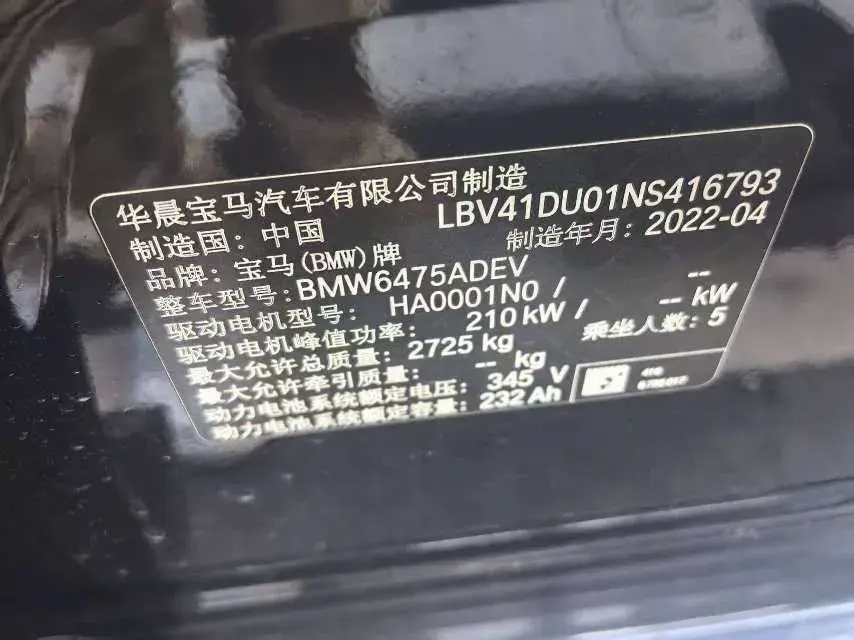 华晨宝马汽车有限公司制造
LBV41DU01NS416793
制造国：中国
制造年月：2022-04
品牌：宝马(BMW)牌
整车型号：BMW6475ADEV
驱动电机型号： HA0001N0 / --
驱动电机峰值功率： 210 kW / -- kW
最大允许总质量：2725 kg
乘坐人数：5
最大允许牵引质量： -- kg
动力电池系统额定电压：345 V
动力电池系统额定容量：232 Ah